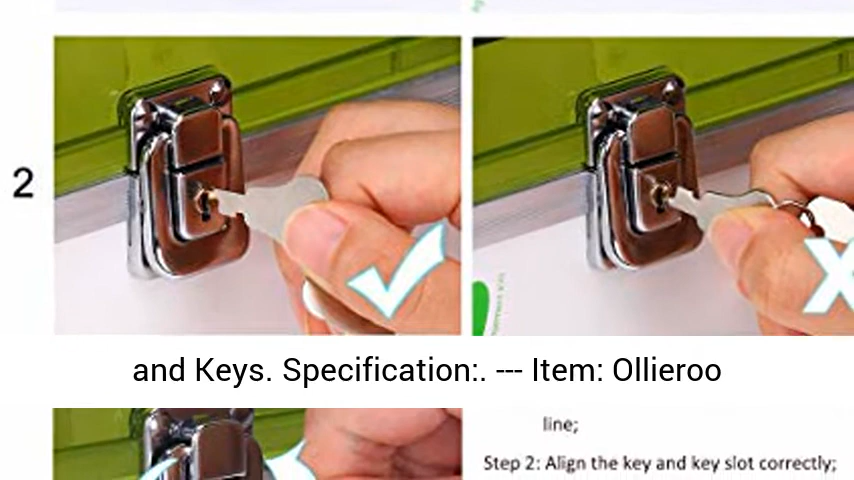 2
and Keys. Specification:. --- Item: Ollieroo
line;
Step 2: Align the key and key slot correctly;